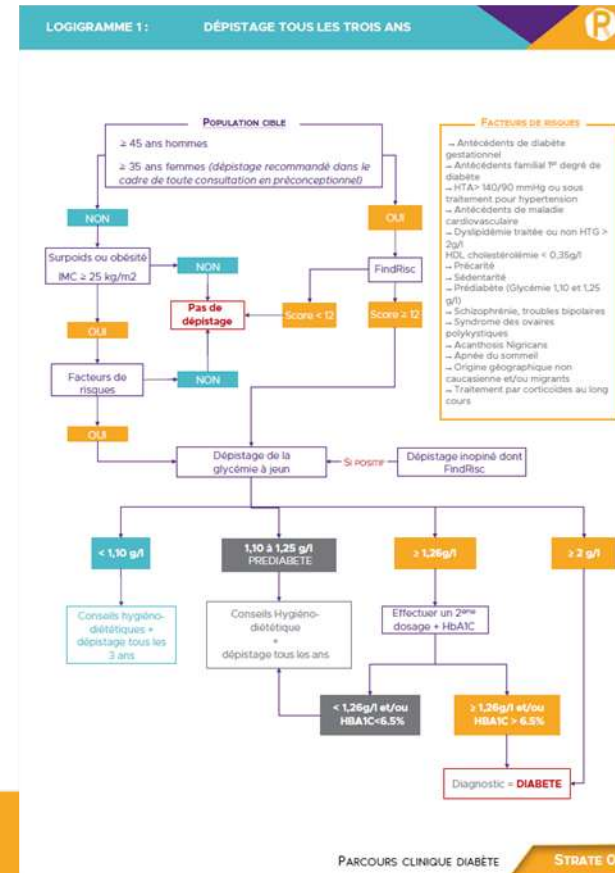 LOGIGRAMME 1 : DÉPISTAGE TOUS LES TROIS ANS
R
POPULATION CIBLE
≥ 45 ans hommes
≥ 35 ans femmes (dépistage recommandé dans le
cadre de toute consultation en préconceptionnel)
FACTEURS DE RISQUES
→ Antécédents de diabète
gestationnel
→ Antécédents familial 1er degré de
diabète
→ HTA> 140/90 mmHg ou sous
traitement pour hypertension
→ Antécédents de maladie
cardiovasculaire
→ Dyslipidémie traitée ou non HTG >
2g/l
HDL cholestérolémie < 0,35g/l
→ Précarité
→ Sédentarité
→ Prédiabète (Glycémie 1,10 et 1,25
g/l)
→ Schizophrénie, troubles bipolaires
→ Syndrome des ovaires
polykystiques
→ Acanthosis Nigricans
→ Apnée du sommeil
→ Origine géographique non
caucasienne et/ou migrants
→ Traitement par corticoïdes au long
cours
NON
OUI
Surpoids ou obésité
IMC ≥ 25 kg/m2
NON
FindRisc
Pas de
dépistage
Score < 12
Score ≥ 12
OUI
Facteurs de
risques
NON
OUI
Dépistage de la
glycémie à jeun
SI POSITIF
Dépistage inopiné dont
FindRisc
< 1,10 g/l
1,10 à 1,25 g/l
PREDIABETE
≥ 1,26g/l
≥ 2 g/l
Conseils hygiéno-
diététiques +
dépistage tous les
3 ans
Conseils Hygiéno-
diététique
+
dépistage tous les ans
Effectuer un 2ème
dosage + HbA1C
< 1,26g/l et/ou
HBA1C<6.5%
≥ 1,26g/l et/ou
HBA1C > 6.5%
Diagnostic = DIABETE
PARCOURS CLINIQUE DIABÈTE
STRATE 0